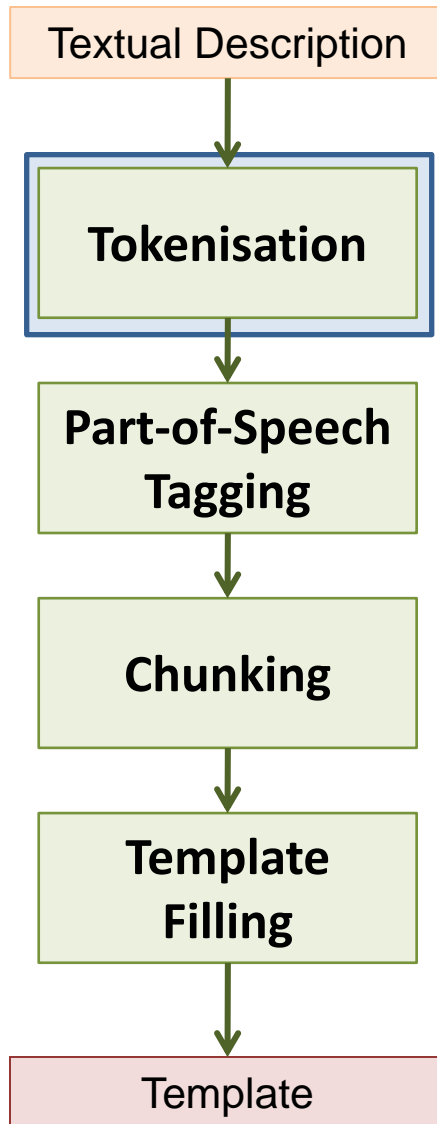 Textual Description
Tokenisation
Part-of-Speech
Tagging
Chunking
Template
Filling
Template